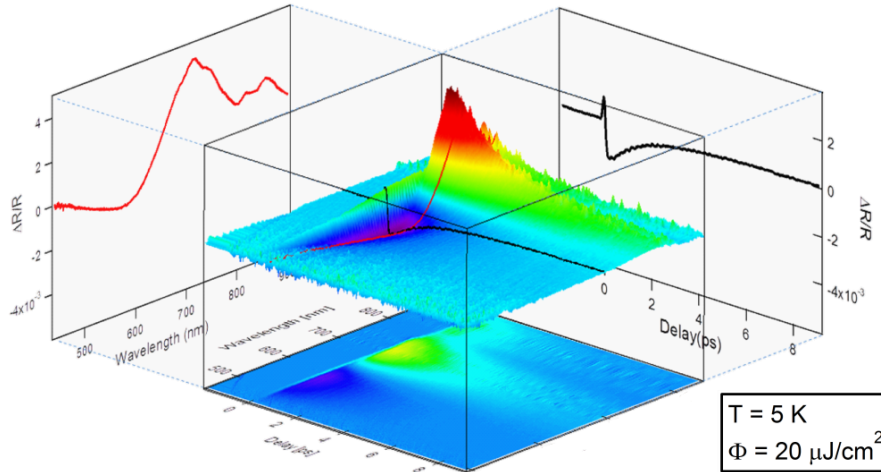 4
2
0
-2
-4x10⁻³
ΔR/R
500
600
700
800
Wavelength (nm)
2
0
-2
-4x10⁻³
ΔR/R
0
2
4
6
8
Delay(ps)
500
600
700
800
Wavelength (nm)
0
2
4
6
8
Delay [ps]
T = 5 K
Φ = 20 μJ/cm²